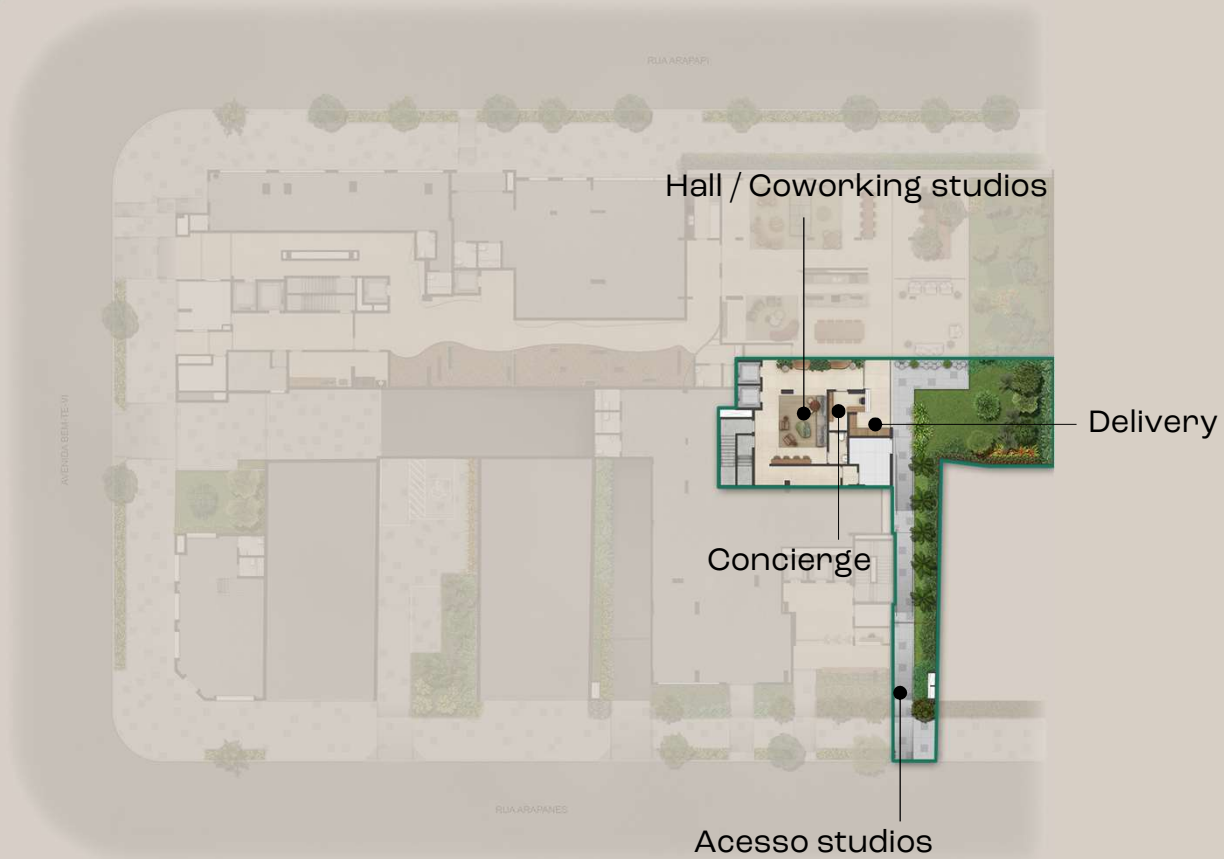 RUA ARAPAPI
Hall / Coworking studios
AVENIDA BEM-TE-VI
Delivery
Concierge
RUA ARAPANES
Acesso studios